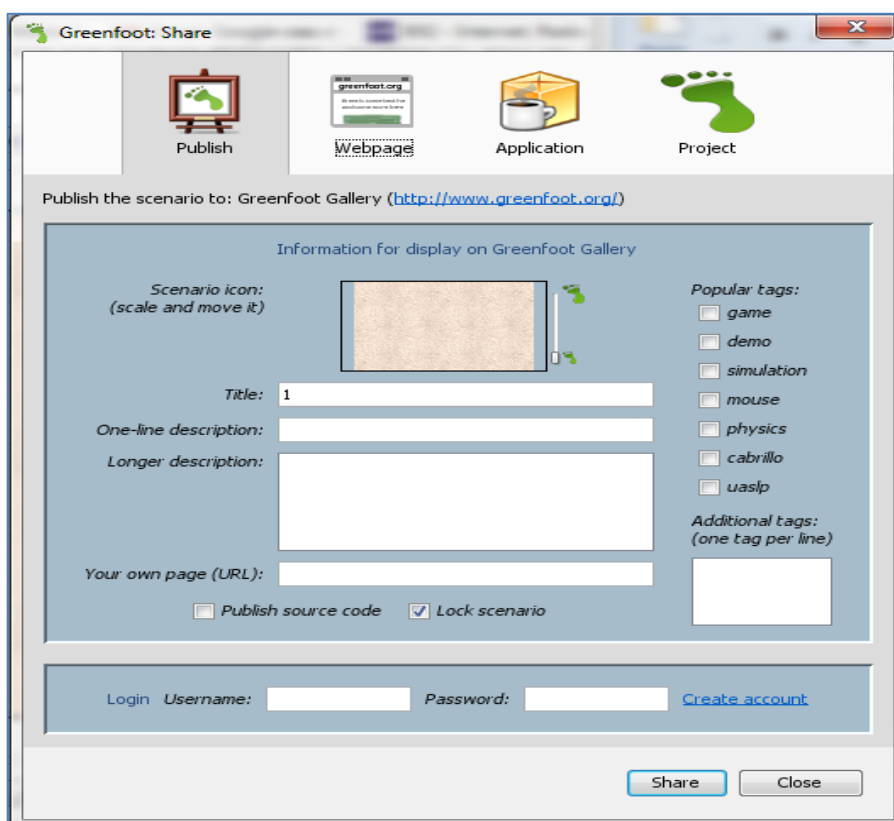 Greenfoot: Share
greenfoot.org
Publish
Webpage
Application
Project
Publish the scenario to: Greenfoot Gallery (http://www.greenfoot.org/)
Information for display on Greenfoot Gallery
Scenario icon:
(scale and move it)
Popular tags:
game
demo
simulation
mouse
physics
cabrillo
uaslp
Title: 1
One-line description:
Longer description:
Additional tags:
(one tag per line)
Your own page (URL):
Publish source code Lock scenario
Login Username: Password: Create account
Share Close